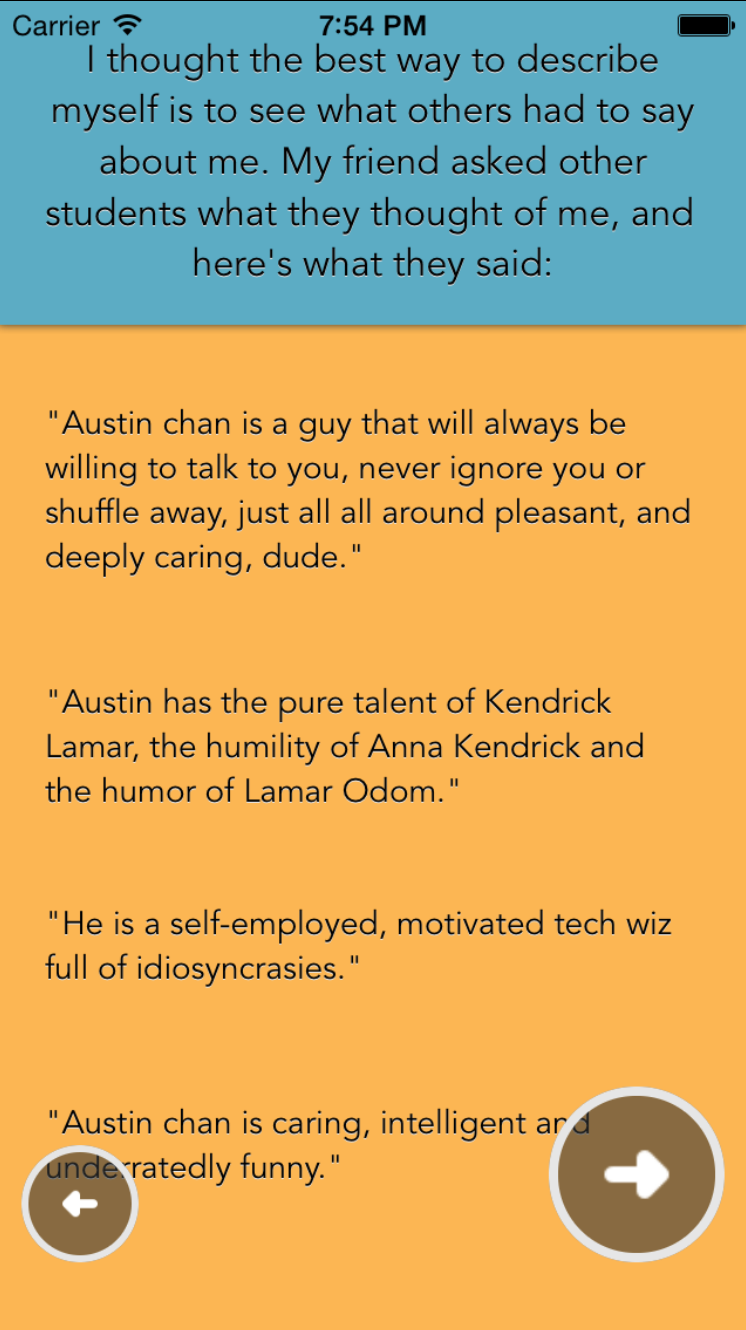 Carrier 7:54 PM
I thought the best way to describe
myself is to see what others had to say
about me. My friend asked other
students what they thought of me, and
here's what they said:
"Austin chan is a guy that will always be
willing to talk to you, never ignore you or
shuffle away, just all all around pleasant, and
deeply caring, dude."
"Austin has the pure talent of Kendrick
Lamar, the humility of Anna Kendrick and
the humor of Lamar Odom."
"He is a self-employed, motivated tech wiz
full of idiosyncrasies."
"Austin chan is caring, intelligent and
underratedly funny."